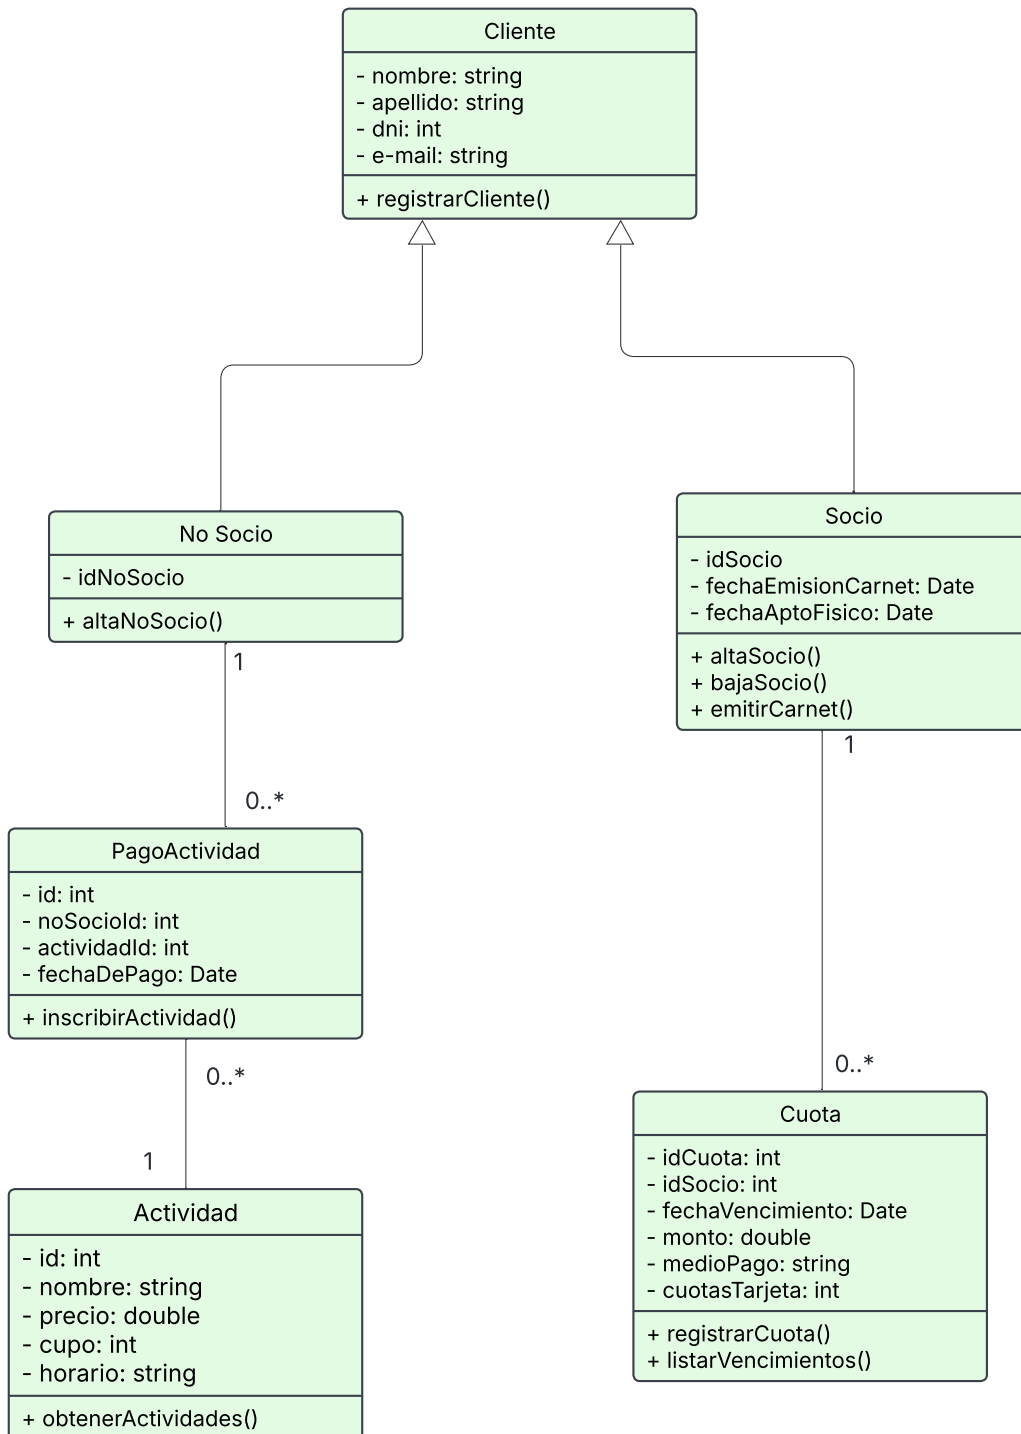 Cliente
- nombre: string
- apellido: string
- dni: int
- e-mail: string
+ registrarCliente()
No Socio
- idNoSocio
+ altaNoSocio()
1
Socio
- idSocio
- fechaEmisionCarnet: Date
- fechaAptoFisico: Date
+ altaSocio()
+ bajaSocio()
+ emitirCarnet()
1
0..*
PagoActividad
- id: int
- noSocioId: int
- actividadId: int
- fechaDePago: Date
+ inscribirActividad()
0..*
1
Actividad
- id: int
- nombre: string
- precio: double
- cupo: int
- horario: string
+ obtenerActividades()
0..*
Cuota
- idCuota: int
- idSocio: int
- fechaVencimiento: Date
- monto: double
- medioPago: string
- cuotasTarjeta: int
+ registrarCuota()
+ listarVencimientos()